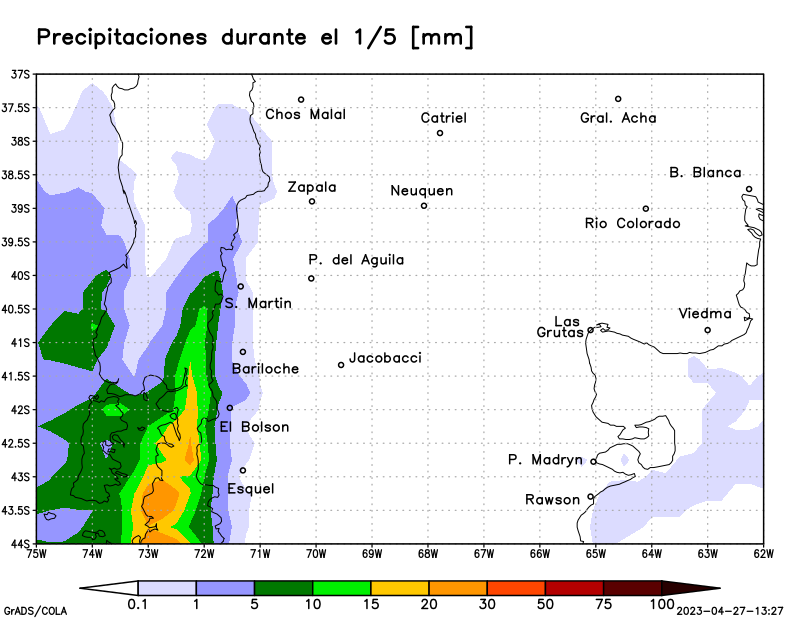 Precipitaciones durante el 1/5 [mm]
37S
37.5S
38S
38.5S
39S
39.5S
40S
40.5S
41S
41.5S
42S
42.5S
43S
43.5S
44S
Chos Malal
Catriel
Gral. Acha
B. Blanca
Zapala
Neuquen
Rio Colorado
P. del Aguila
S. Martin
Viedma
Las
Grutas
Jacobacci
Bariloche
El Bolson
P. Madryn
Esquel
Rawson
75W 74W 73W 72W 71W 70W 69W 68W 67W 66W 65W 64W 63W 62W
0.1 1 5 10 15 20 30 50 75 100
GrADS/COLA
2023-04-27-13:27